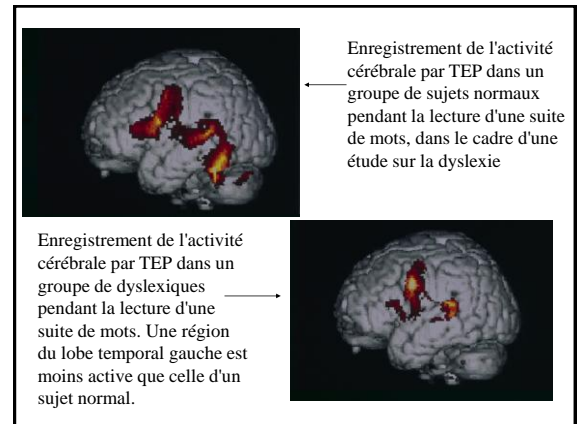 Enregistrement de l'activité
cérébrale par TEP dans un
groupe de sujets normaux
pendant la lecture d'une suite
de mots, dans le cadre d'une
étude sur la dyslexie
Enregistrement de l'activité
cérébrale par TEP dans un
groupe de dyslexiques
pendant la lecture d'une
suite de mots. Une région
du lobe temporal gauche est
moins active que celle d'un
sujet normal.